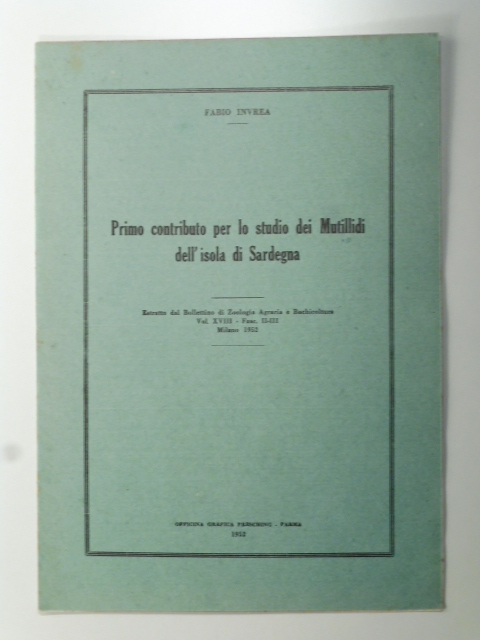 FABIO INVREA
Primo contributo per lo studio dei Mutillidi
dell'isola di Sardegna
Estratto dal Bollettino di Zoologia Agraria e Bachicoltura
Vol. XVIII - Fasc. II-III
Milano 1952
OFFICINA GRÁFICA FRESCHING - PARMA
1952